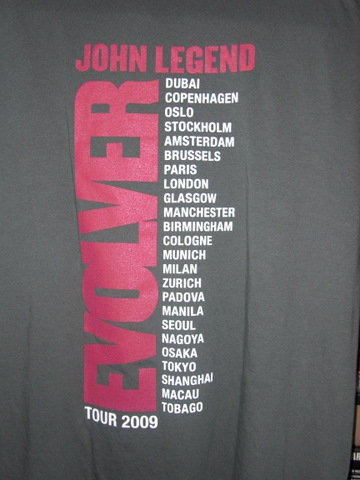 JOHN LEGEND
EVOLVER
DUBAI
COPENHAGEN
OSLO
STOCKHOLM
AMSTERDAM
BRUSSELS
PARIS
LONDON
GLASGOW
MANCHESTER
BIRMINGHAM
COLOGNE
MUNICH
MILAN
ZURICH
PADOVA
MANILA
SEOUL
NAGOYA
OSAKA
TOKYO
SHANGHAI
MACAU
TOBAGO
TOUR 2009